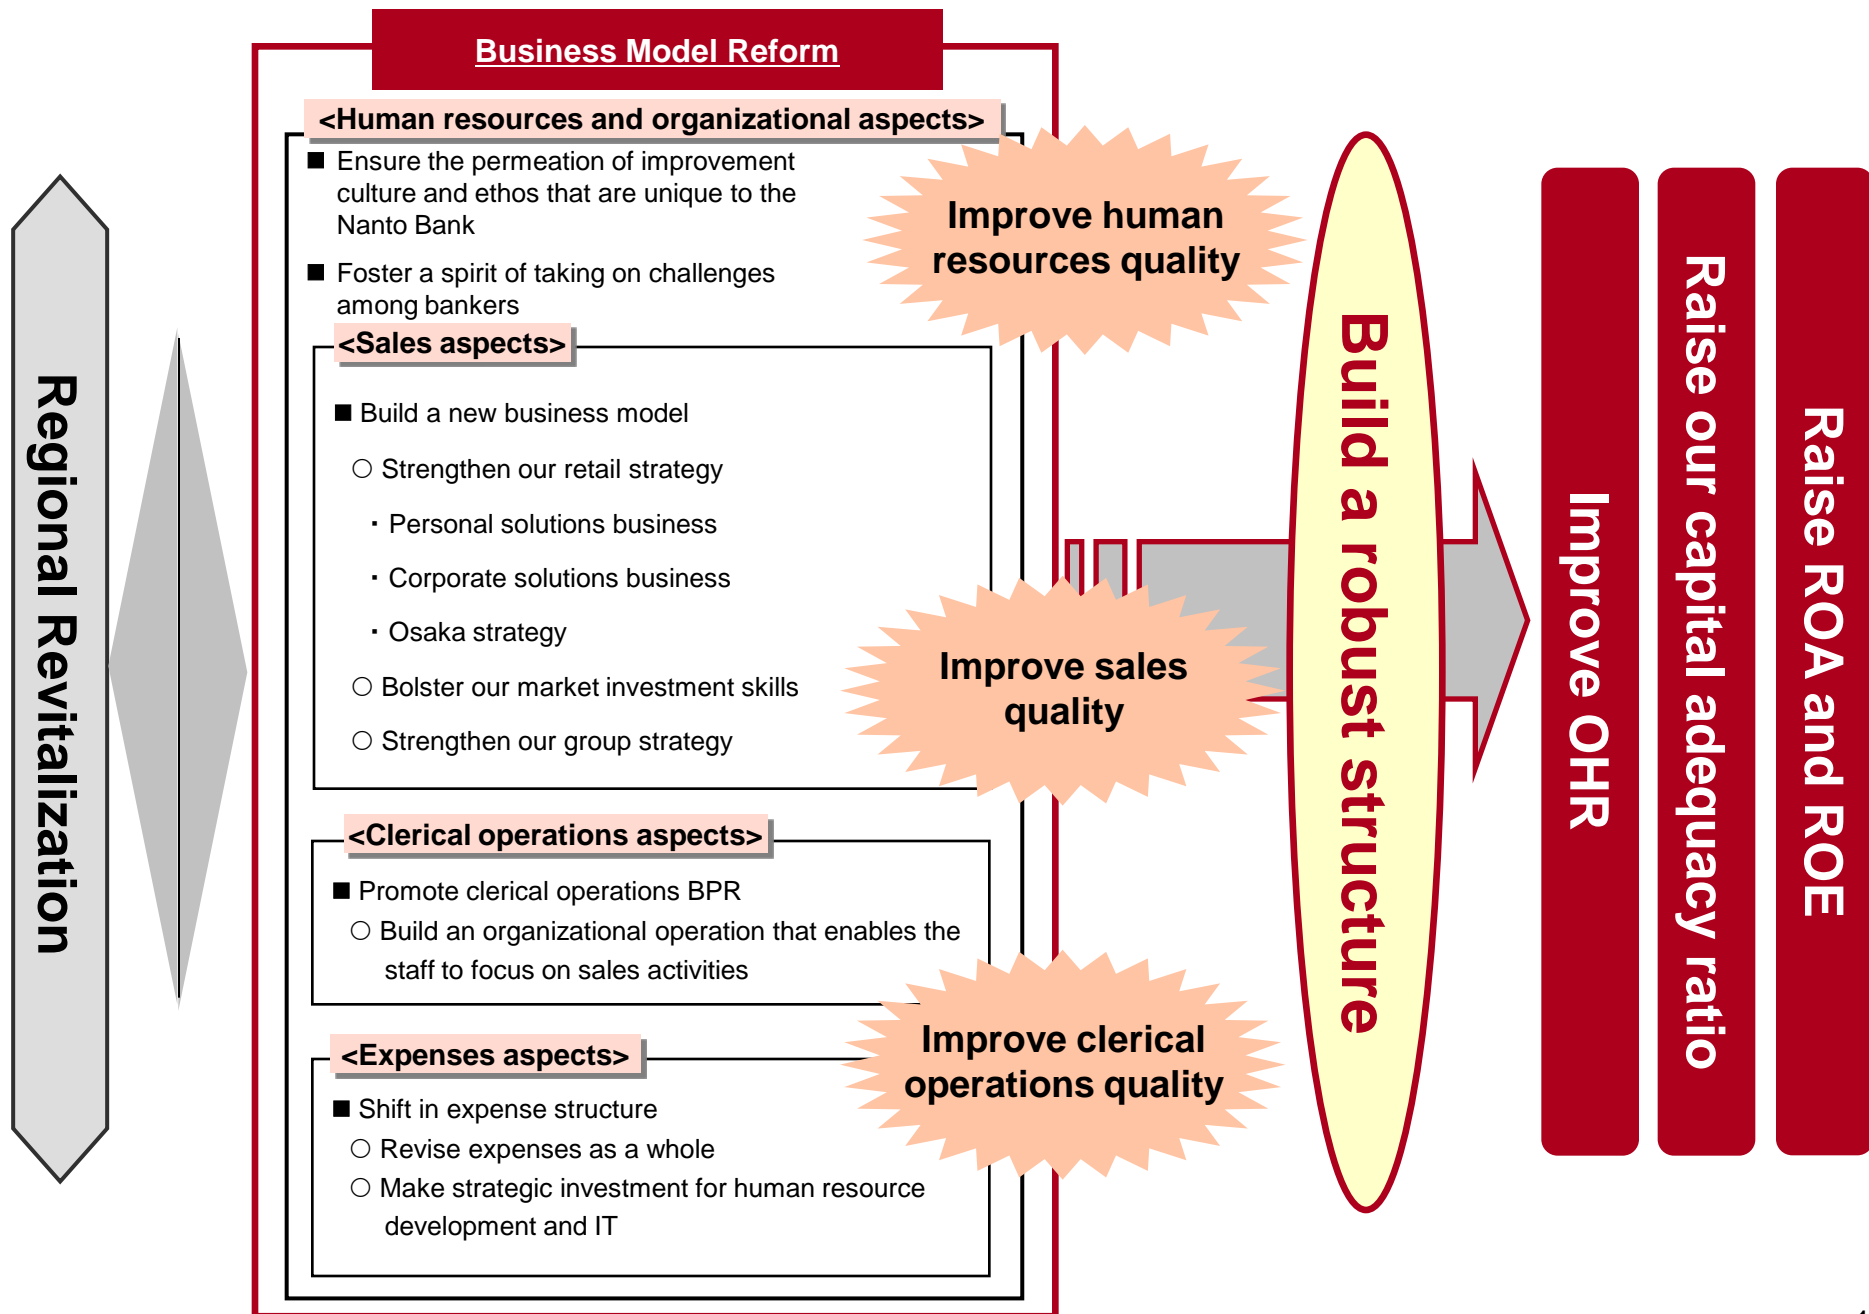 Business Model Reform
<Human resources and organizational aspects>
■ Ensure the permeation of improvement
culture and ethos that are unique to the
Nanto Bank
■ Foster a spirit of taking on challenges
among bankers
<Sales aspects>
■ Build a new business model
○ Strengthen our retail strategy
・ Personal solutions business
・ Corporate solutions business
・ Osaka strategy
○ Bolster our market investment skills
○ Strengthen our group strategy
<Clerical operations aspects>
■ Promote clerical operations BPR
○ Build an organizational operation that enables the
staff to focus on sales activities
<Expenses aspects>
■ Shift in expense structure
○ Revise expenses as a whole
○ Make strategic investment for human resource
development and IT
Regional Revitalization
Improve human
resources quality
Improve sales
quality
Improve clerical
operations quality
Build a robust structure
Improve OHR
Raise our capital adequacy ratio
Raise ROA and ROE